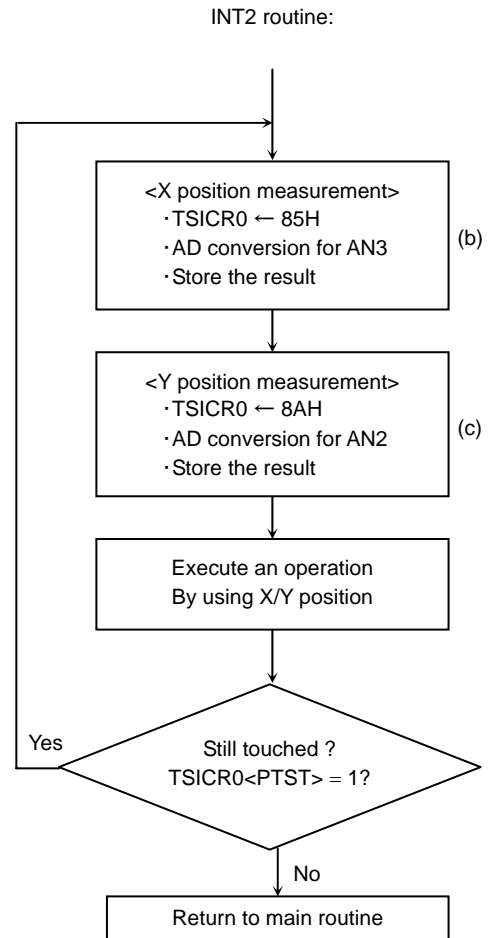 INT2 routine:
<X position measurement>
・TSICR0 ← 85H
・AD conversion for AN3
・Store the result
(b)
<Y position measurement>
・TSICR0 ← 8AH
・AD conversion for AN2
・Store the result
(c)
Execute an operation
By using X/Y position
Yes
Still touched ?
TSICR0<PTST> = 1?
No
Return to main routine